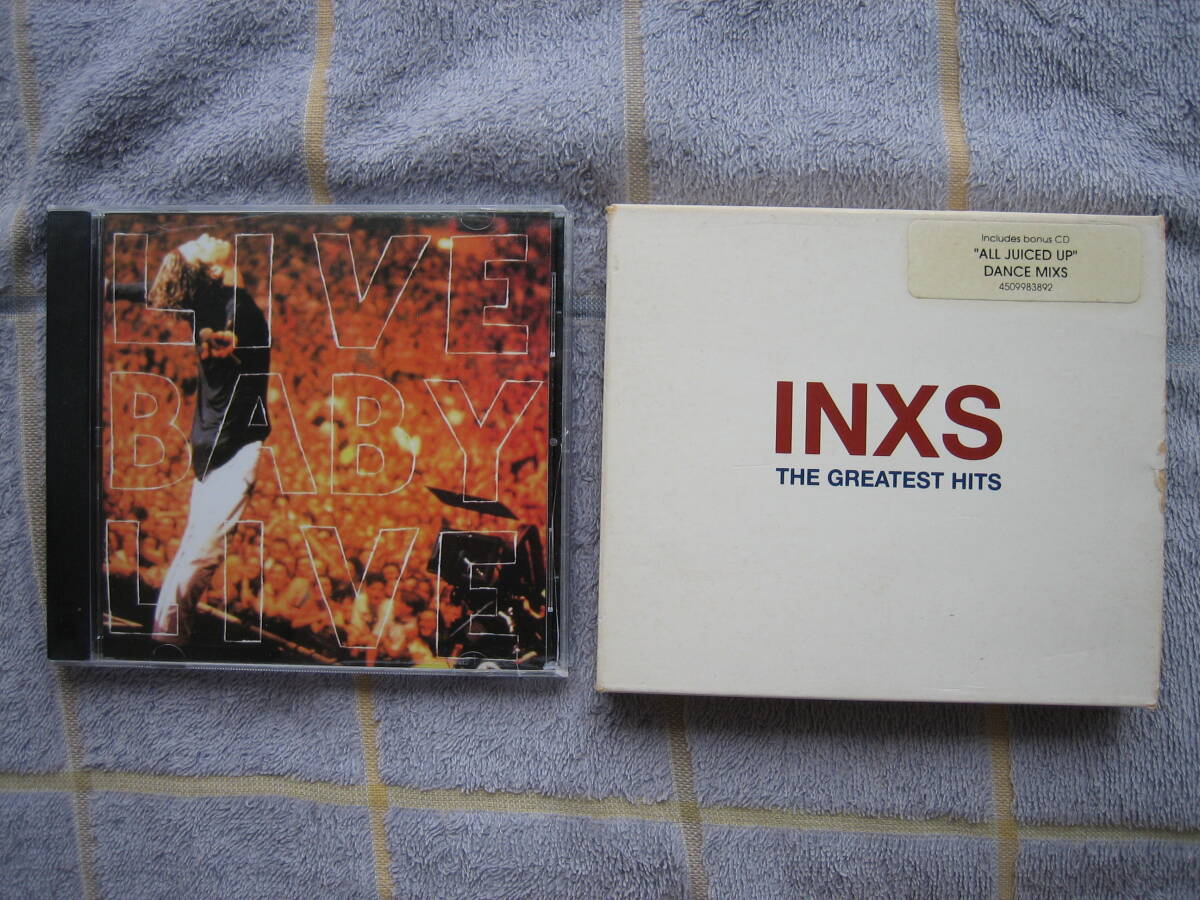 LIVE
BABY
LIVE
Includes bonus CD
"ALL JUICED UP"
DANCE MIXS
4509983892
INXS
THE GREATEST HITS